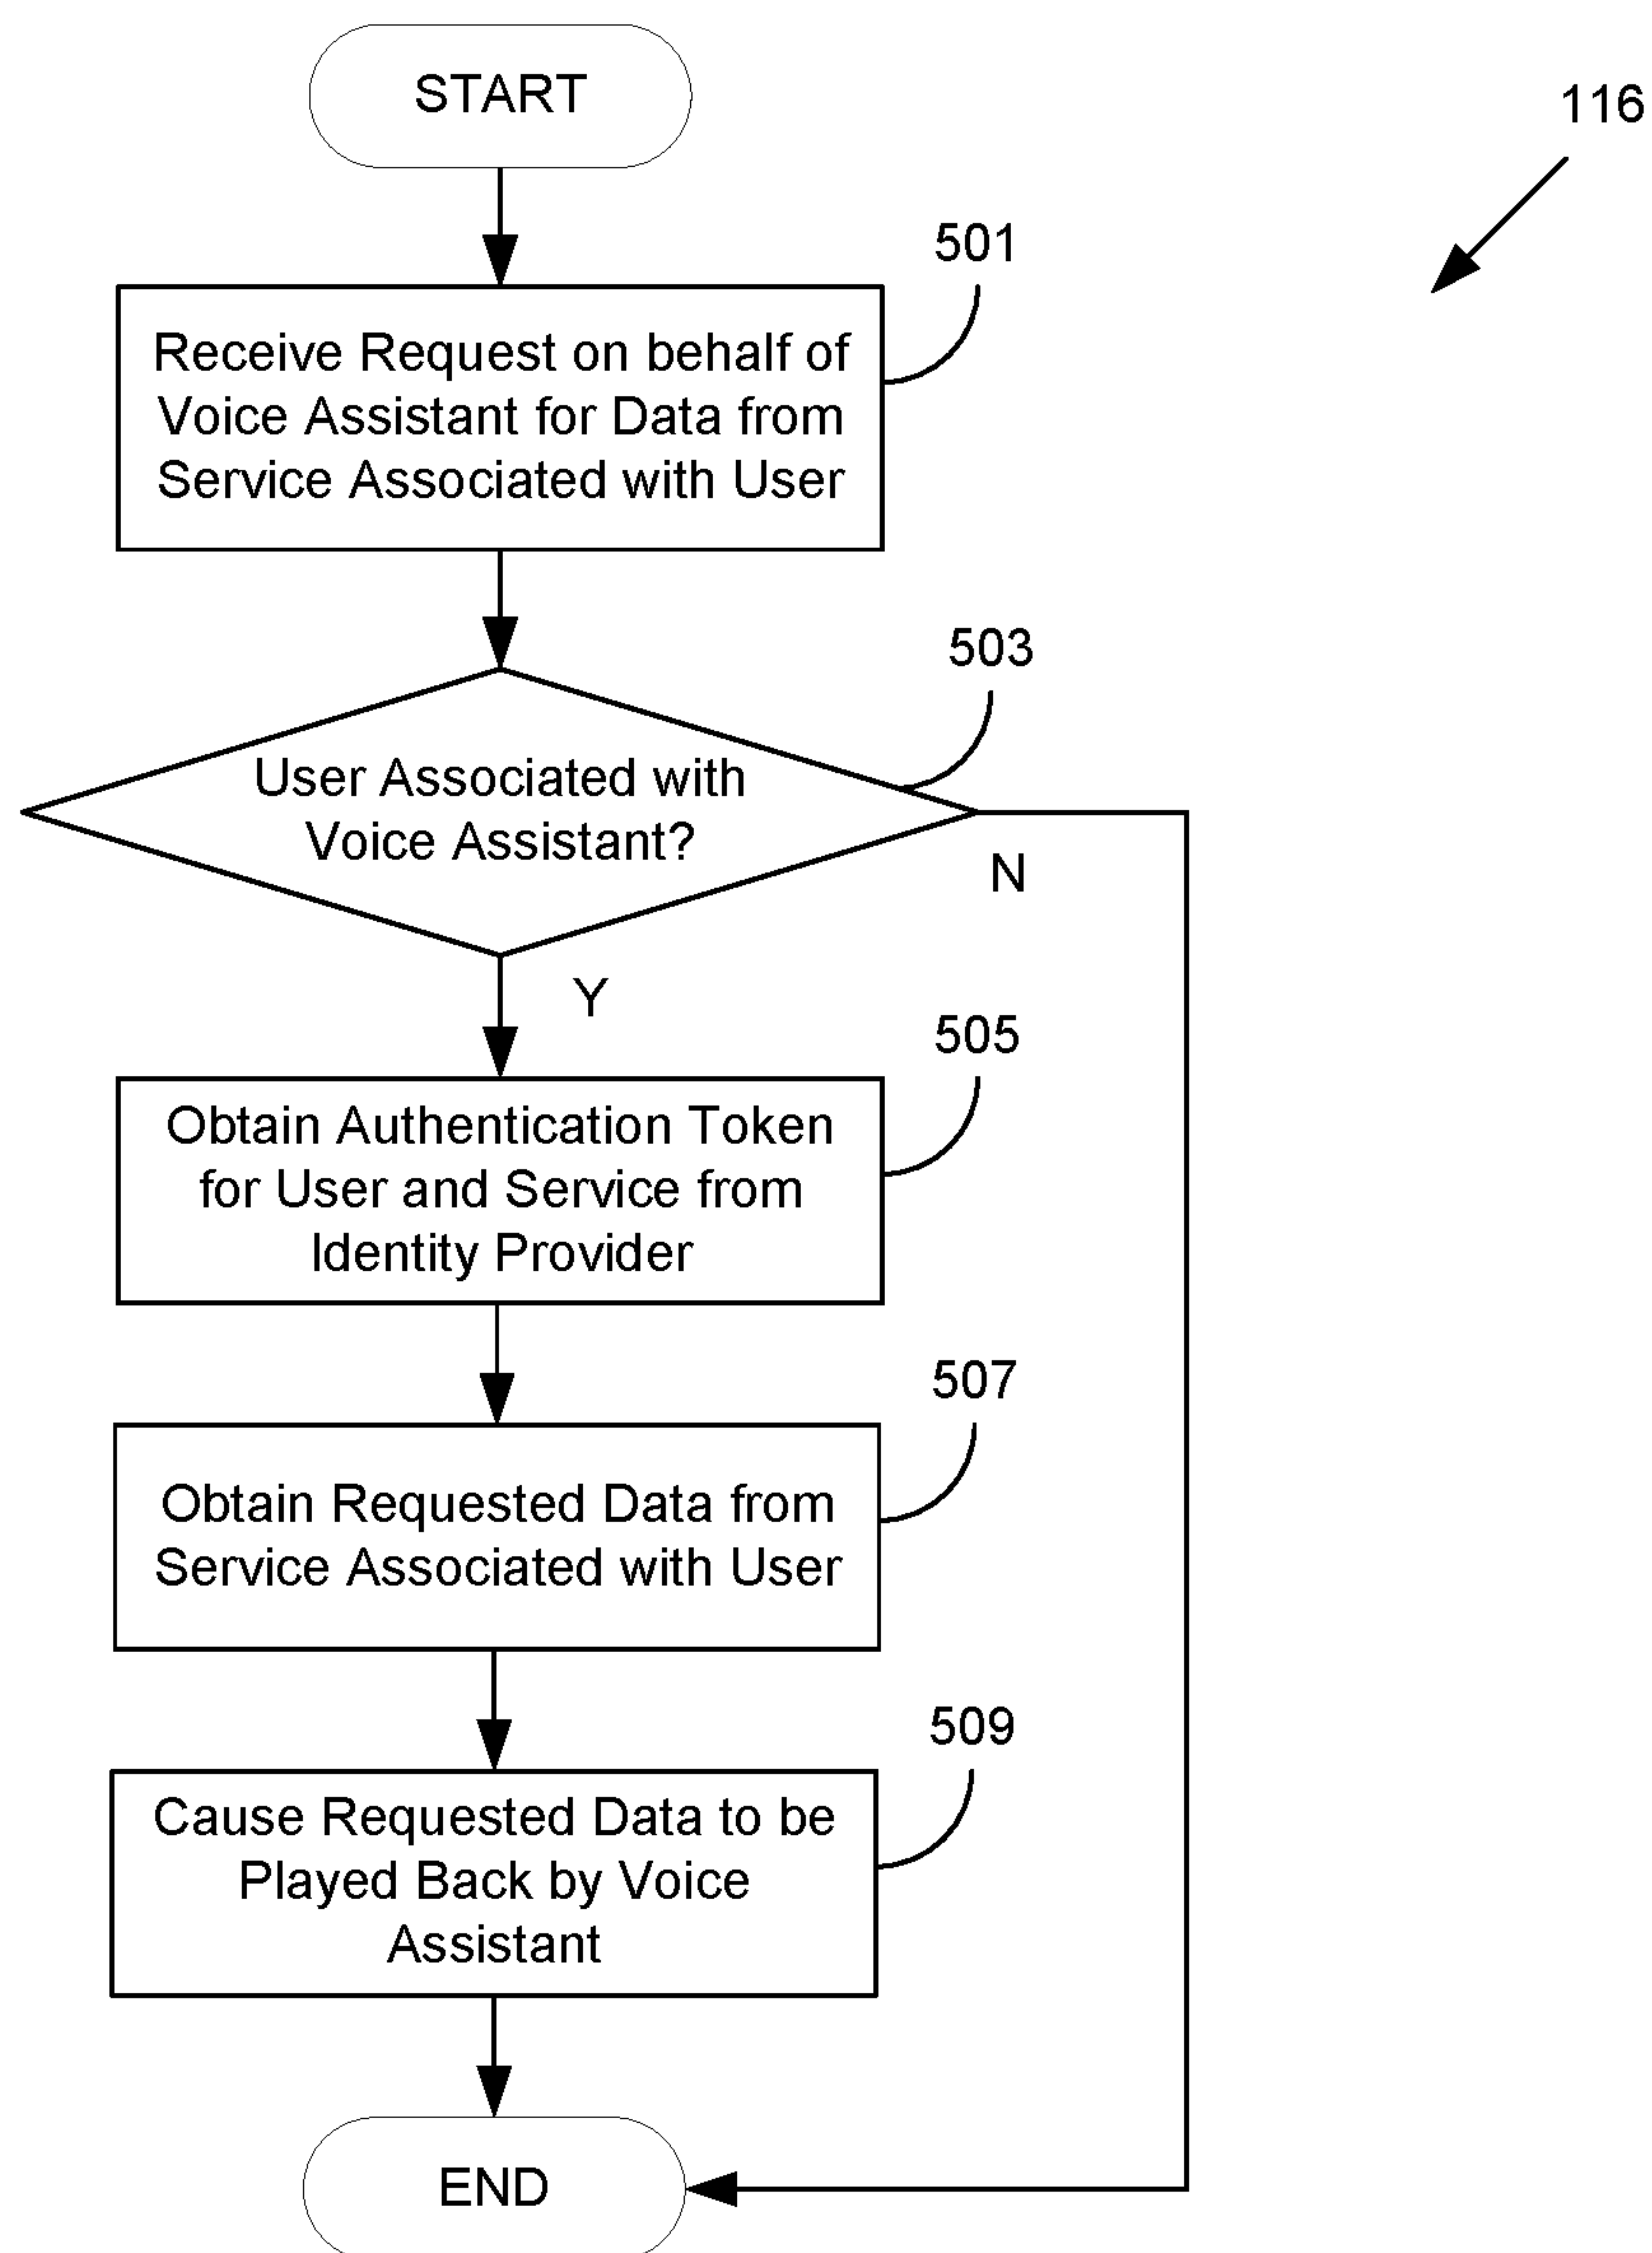 START
116
501
Receive Request on behalf of
Voice Assistant for Data from
Service Associated with User
503
User Associated with
Voice Assistant?
N
Y
505
Obtain Authentication Token
for User and Service from
Identity Provider
507
Obtain Requested Data from
Service Associated with User
509
Cause Requested Data to be
Played Back by Voice
Assistant
END